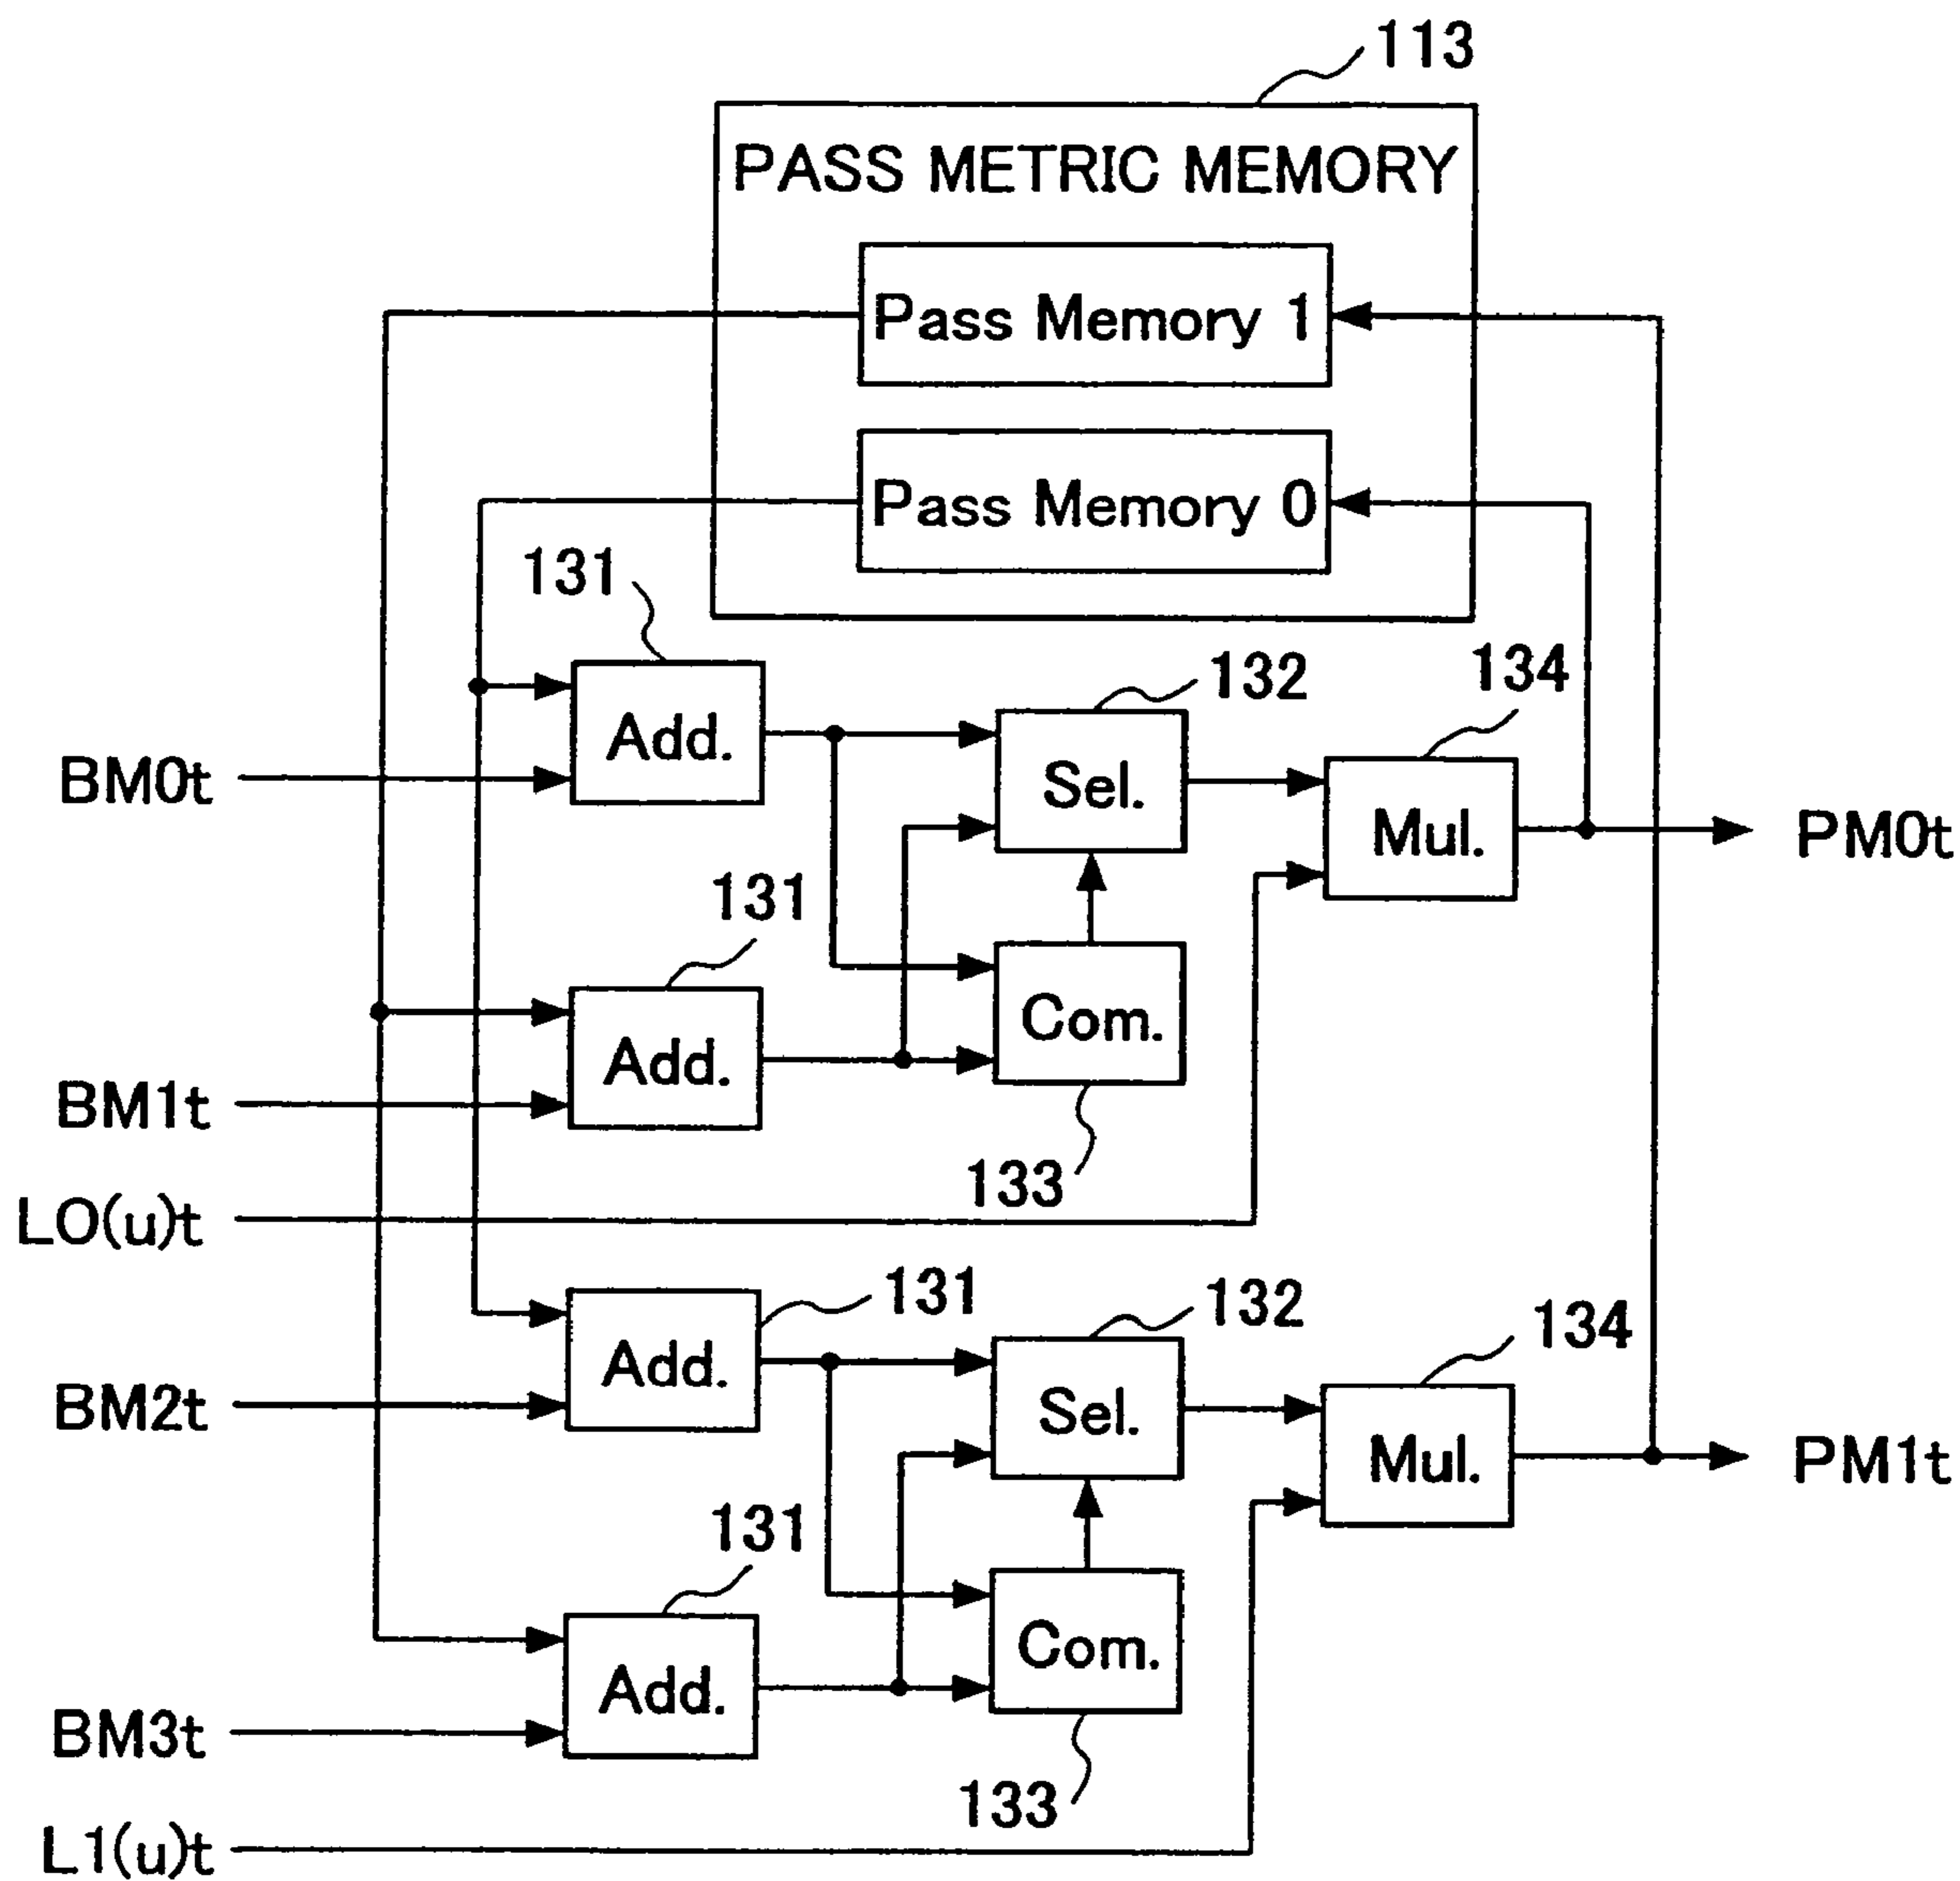 113
PASS METRIC MEMORY
Pass Memory 1
Pass Memory 0
131
132
134
Add.
Sel.
BM0t
Mul.
PM0t
131
Com.
Add.
BM1t
133
LO(u)t
131
132
134
Add.
Sel.
BM2t
Mul.
PM1t
131
Com.
Add.
BM3t
133
L1(u)t